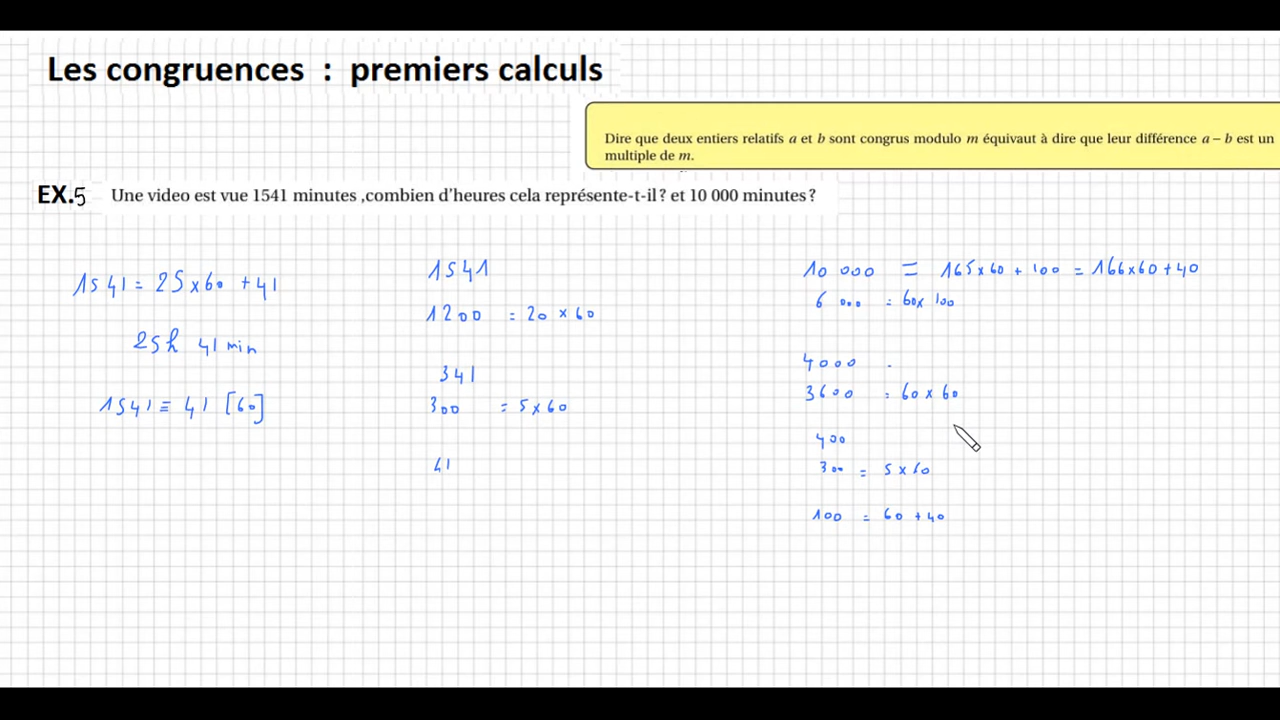 Les congruences : premiers calculs
Dire que deux entiers relatifs a et b sont congrus modulo m équivaut à dire que leur différence a – b est un
multiple de m.
EX.5 Une video est vue 1541 minutes ,combien d'heures cela représente-t-il? et 10 000 minutes?
1541 = 25 x 60 + 41
25h 41 min
1541 ≡ 41 [60]
1541
1200 = 20 x 60
341
300 = 5 x 60
41
10 000 = 165 x 60 + 100 = 166 x 60 + 40
6 000 = 60 x 100
4000
3600 = 60 x 60
400
300 = 5 x 60
100 = 60 + 40